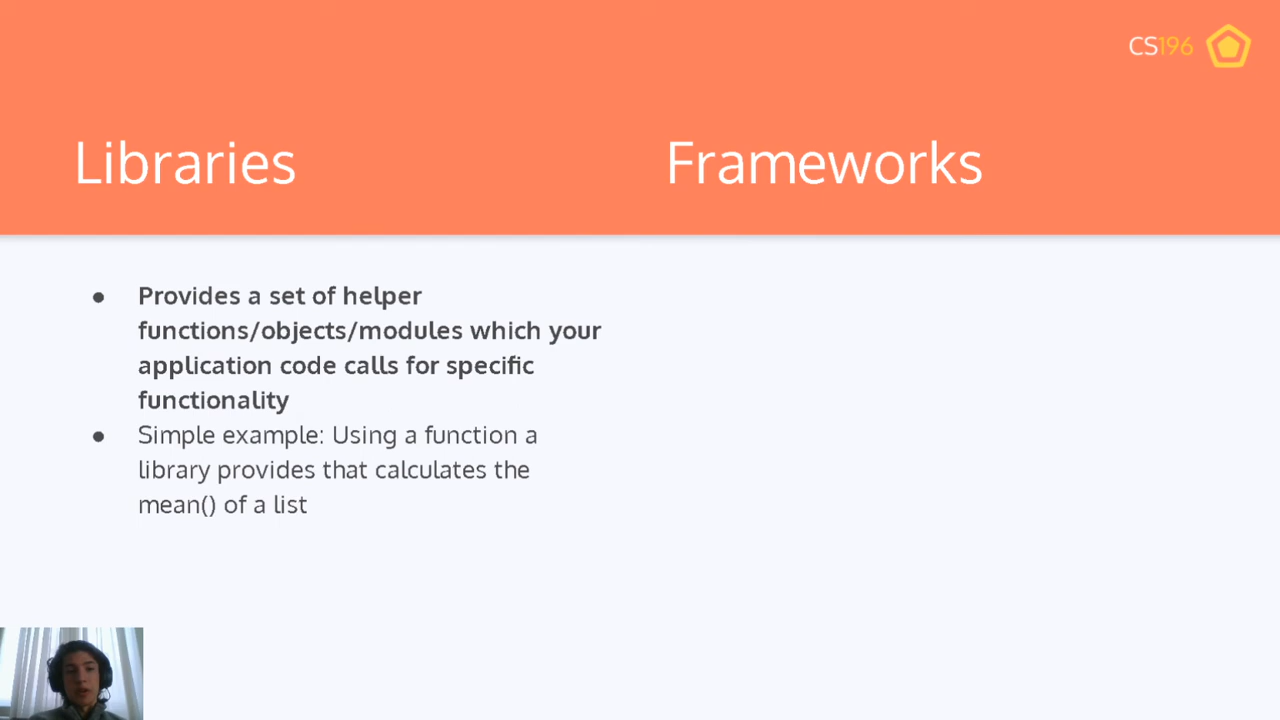 CS196
Libraries
Frameworks
● Provides a set of helper
functions/objects/modules which your
application code calls for specific
functionality
● Simple example: Using a function a
library provides that calculates the
mean() of a list